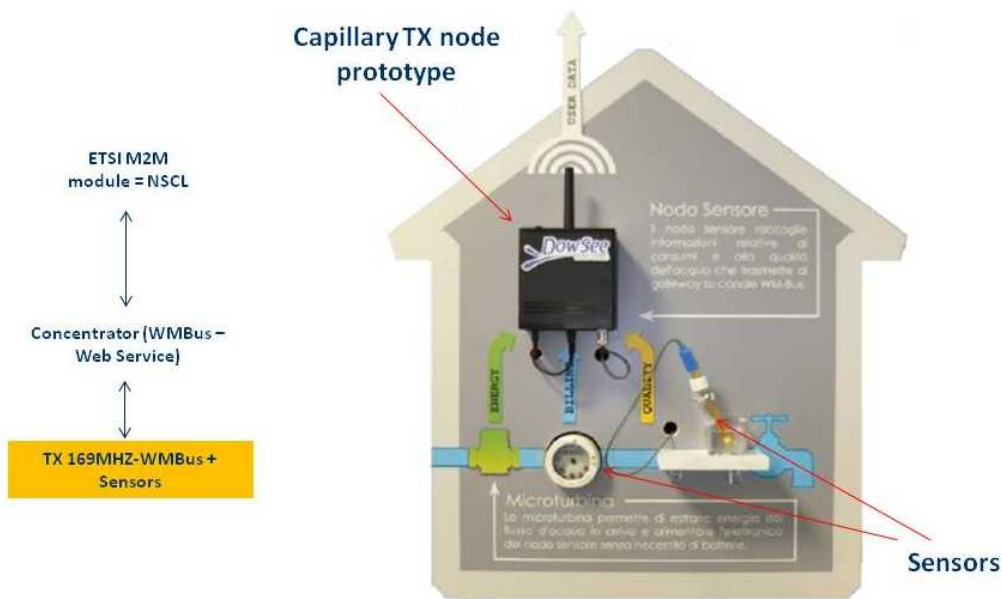 Capillary TX node
prototype
USER DATA
ETSI M2M
module = NSCL
DowSee
Nodo Sensore
Il nodo sensore raccoglie
informazioni relative ai
consumi e alla qualità
dell'acqua che trasmette al
gateway su canale WM-Bus.
Concentrator (WMBus –
Web Service)
ENERGY
BILLING
QUALITY
TX 169MHZ-WMBus +
Sensors
Microturbina
La microturbina permette di estrarre energia dal
flusso d'acqua in arrivo e alimentare l'elettronica
del nodo sensore senza necessità di batterie.
Sensors